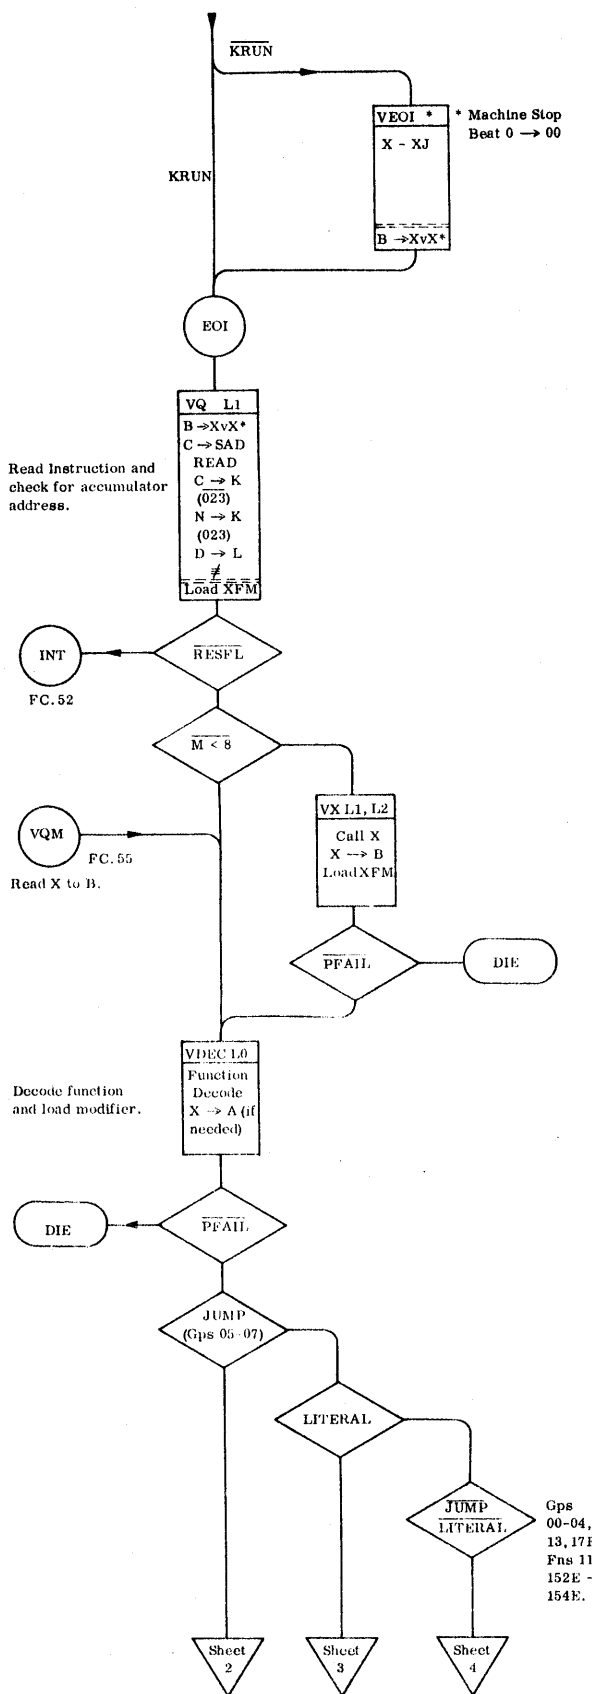 KRUN
VEOI *
* Machine Stop
Beat 0 → 00
X - XJ
KRUN
B → XvX*
EOI
VQ L1
B → XvX*
C → SAD
READ
C → K
(023)
N → K
(023)
D → L
≢
Load XFM
Read Instruction and
check for accumulator
address.
INT
RESFL
FC.52
M < 8
VX L1, L2
Call X
X --> B
Load XFM
VQM
FC.55
Read X to B.
PFAIL
DIE
VDEC L0
Function
Decode
X -> A (if
needed)
Decode function
and load modifier.
DIE
PFAIL
JUMP
(Gps 05-07)
LITERAL
JUMP
LITERAL
Gps
00-04,
13, 17
Fns 11
152E -
154E.
Sheet
2
Sheet
3
Sheet
4